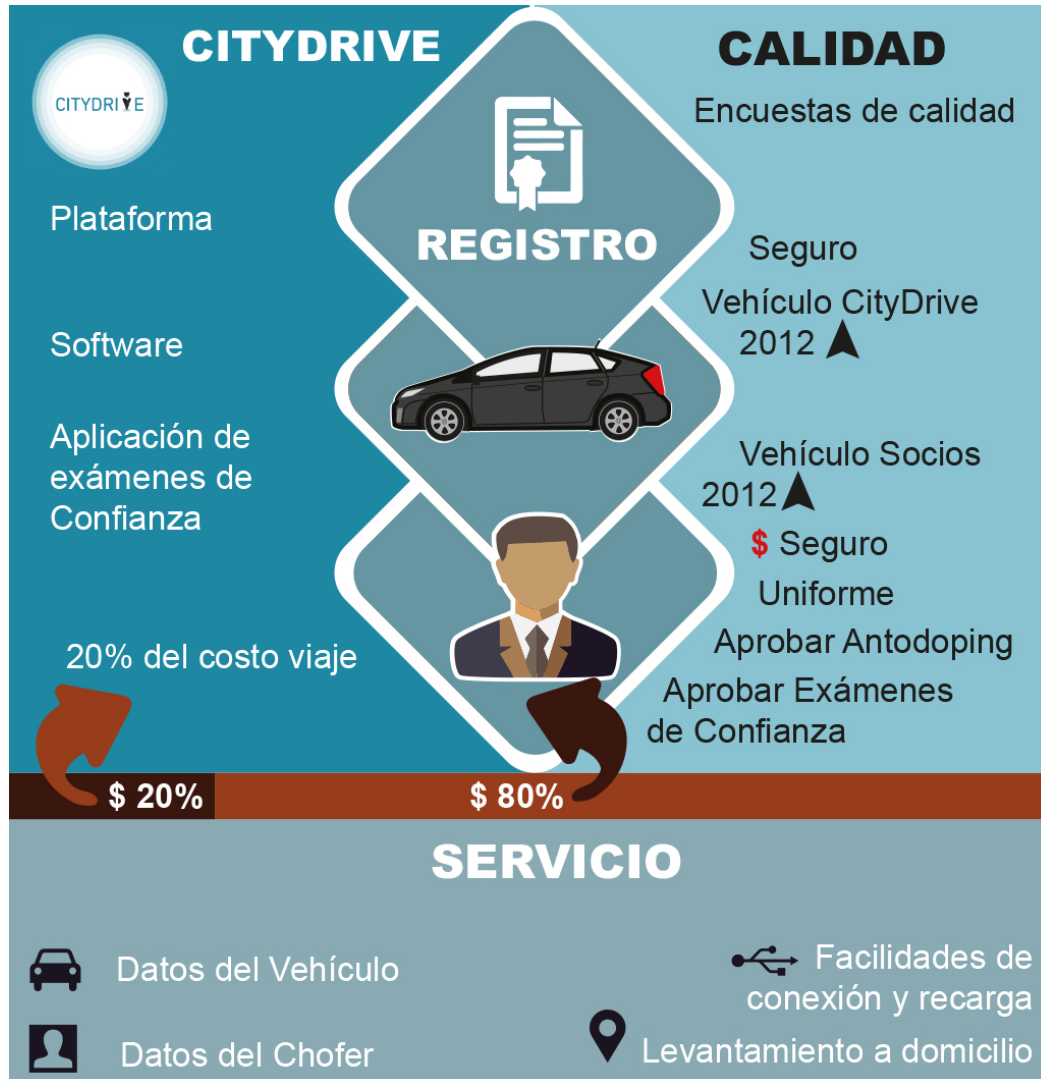 CITYDRIVE
CITYDRIVE
Plataforma
Software
Aplicación de
exámenes de
Confianza
20% del costo viaje
REGISTRO
CALIDAD
Encuestas de calidad
Seguro
Vehículo CityDrive
2012
Vehículo Socios
2012
$ Seguro
Uniforme
Aprobar Antodoping
Aprobar Exámenes
de Confianza
$ 20%
$ 80%
SERVICIO
Datos del Vehículo
Datos del Chofer
Facilidades de
conexión y recarga
Levantamiento a domicilio